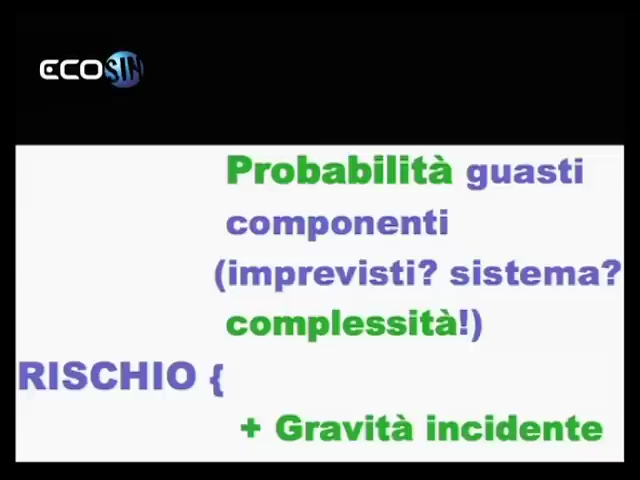 ECOSIN
Probabilità guasti
componenti
(imprevisti? sistema?
complessità!)
RISCHIO {
+ Gravità incidente